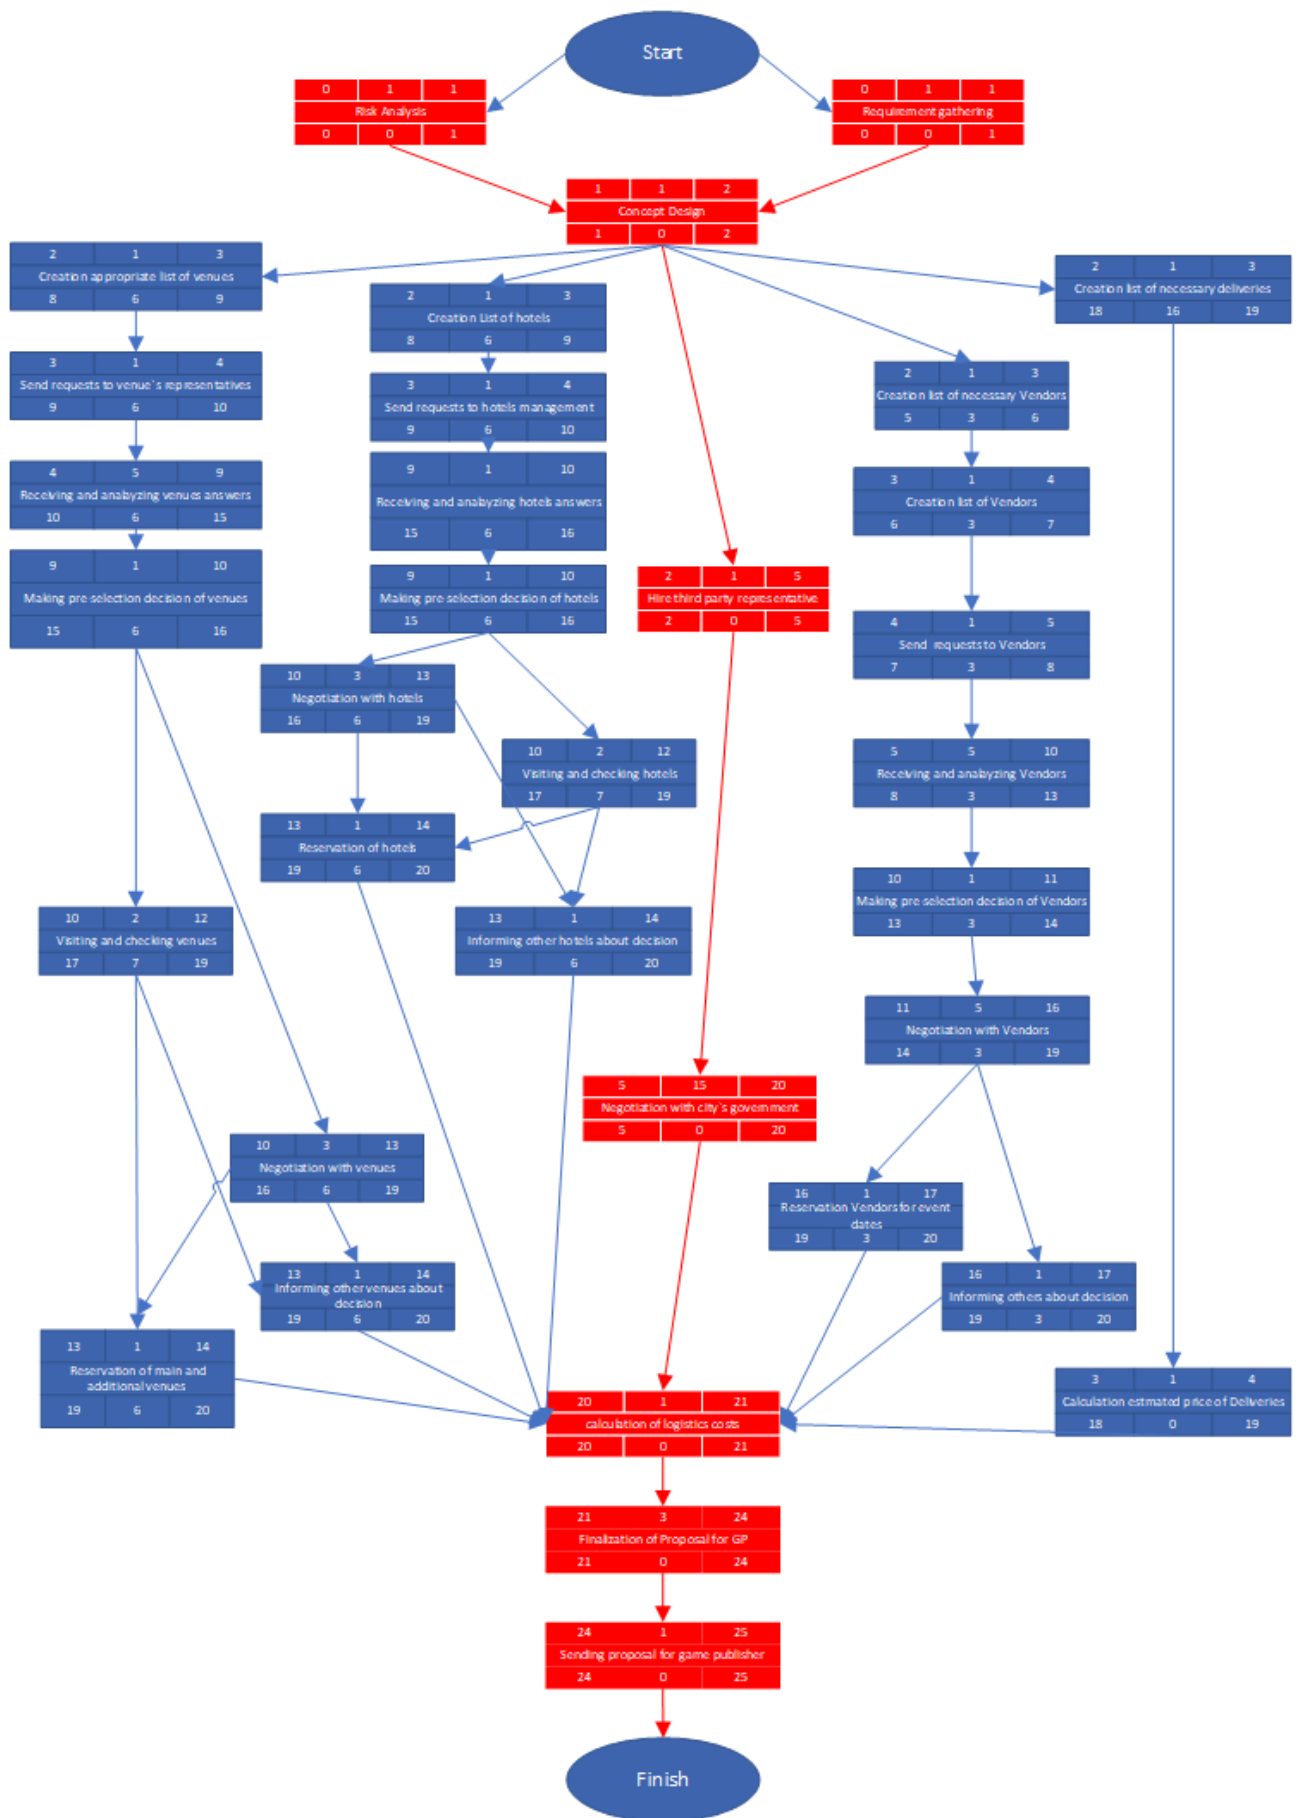 Start
0 1 1
Risk Analysis
0 0 1
0 1 1
Requirement gathering
0 0 1
1 1 2
Concept Design
1 0 2
2 1 3
Creation appropriate list of venues
8 6 9
2 1 3
Creation List of hotels
8 6 9
2 1 3
Creation list of necessary deliveries
18 16 19
3 1 4
Send requests to venue`s representatives
9 6 10
3 1 4
Send requests to hotels management
9 6 10
2 1 3
Creation list of necessary Vendors
5 3 6
4 5 9
Receiving and analayzing venues answers
10 6 15
9 1 10
Receiving and analayzing hotels answers
15 6 16
3 1 4
Creation list of Vendors
6 3 7
9 1 10
Making pre-selection decision of venues
15 6 16
9 1 10
Making pre-selection decision of hotels
15 6 16
2 1 5
Hire third party representative
2 0 5
4 1 5
Send requests to Vendors
7 3 8
10 3 13
Negotiation with hotels
16 6 19
10 2 12
Visiting and checking hotels
17 7 19
5 5 10
Receiving and analayzing Vendors
8 3 13
13 1 14
Reservation of hotels
19 6 20
10 1 11
Making pre-selection decision of Vendors
13 3 14
10 2 12
Visiting and checking venues
17 7 19
13 1 14
Informing other hotels about decision
19 6 20
11 5 16
Negotiation with Vendors
14 3 19
5 15 20
Negotiation with city`s government
5 0 20
10 3 13
Negotiation with venues
16 6 19
16 1 17
Reservation Vendors for event
dates
19 3 20
13 1 14
Informing other venues about
decision
19 6 20
16 1 17
Informing others about decision
19 3 20
13 1 14
Reservation of main and
additional venues
19 6 20
20 1 21
calculation of logistics costs
20 0 21
3 1 4
Calculation estmated price of Deliveries
18 0 19
21 3 24
Finalization of Proposal for GP
21 0 24
24 1 25
Sending proposal for game publisher
24 0 25
Finish